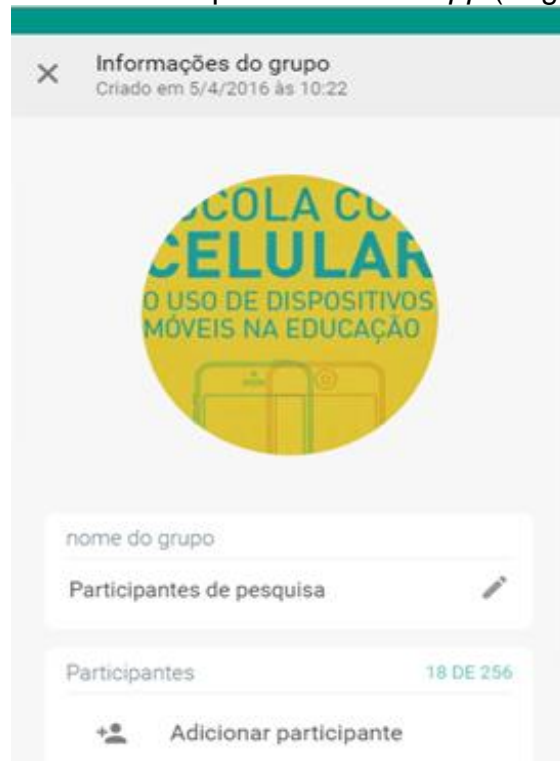 Informações do grupo
Criado em 5/4/2016 às 10:22
CELULAR
O USO DE DISPOSITIVOS
MÓVEIS NA EDUCAÇÃO
nome do grupo
Participantes de pesquisa
Participantes 18 DE 256
Adicionar participante